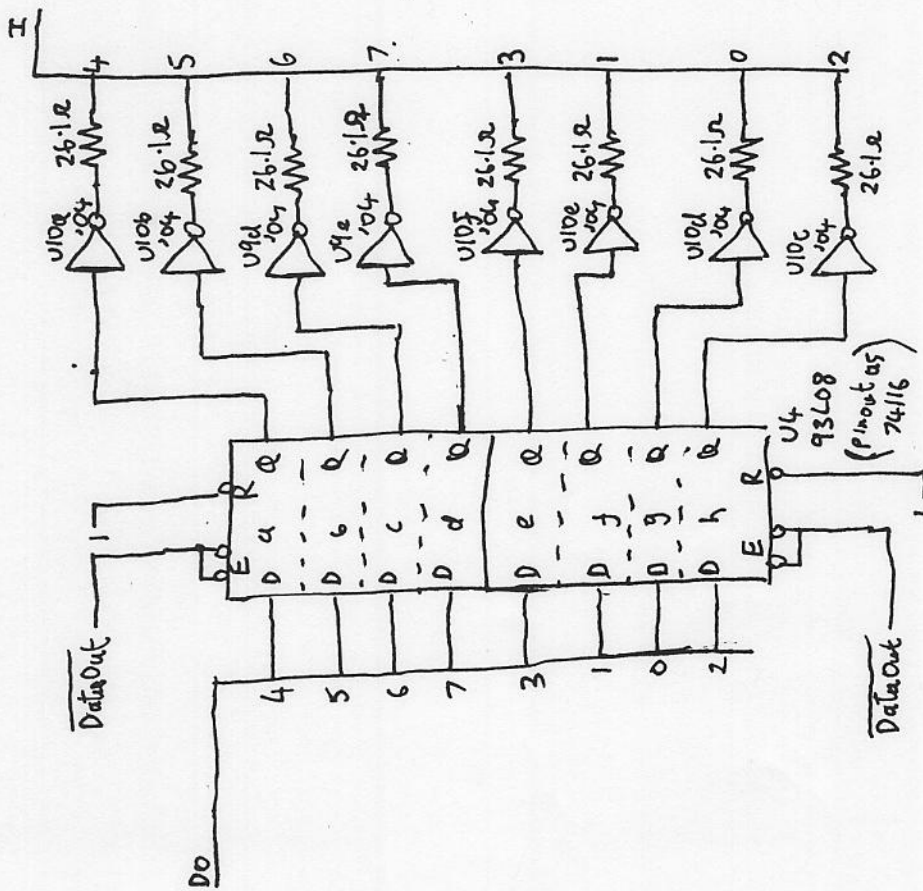 I
4
5
6
7.
3
1
0
2
26.1Ω
26.1Ω
26.1Ω
26.1Ω
26.1Ω
26.1Ω
26.1Ω
26.1Ω
U10a
'04
U10b
'04
U9d
'04
U9e
'04
U10f
'04
U10e
'04
U10d
'04
U10c
'04
U4
93L08
(Pinout as
74116)
1
E R
D a Q
D b Q
D c Q
D d Q
D e Q
D f Q
D g Q
D h Q
E R
1
4
5
6
7
3
1
0
2
DataOut
DataOut
DO